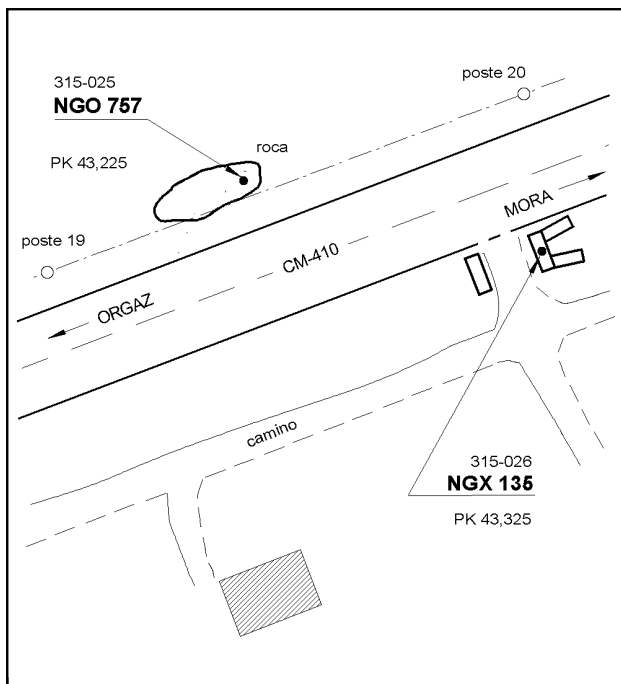 315-025
NGO 757
PK 43,225
poste 20
roca
poste 19
MORA
CM-410
ORGAZ
camino
315-026
NGX 135
PK 43,325